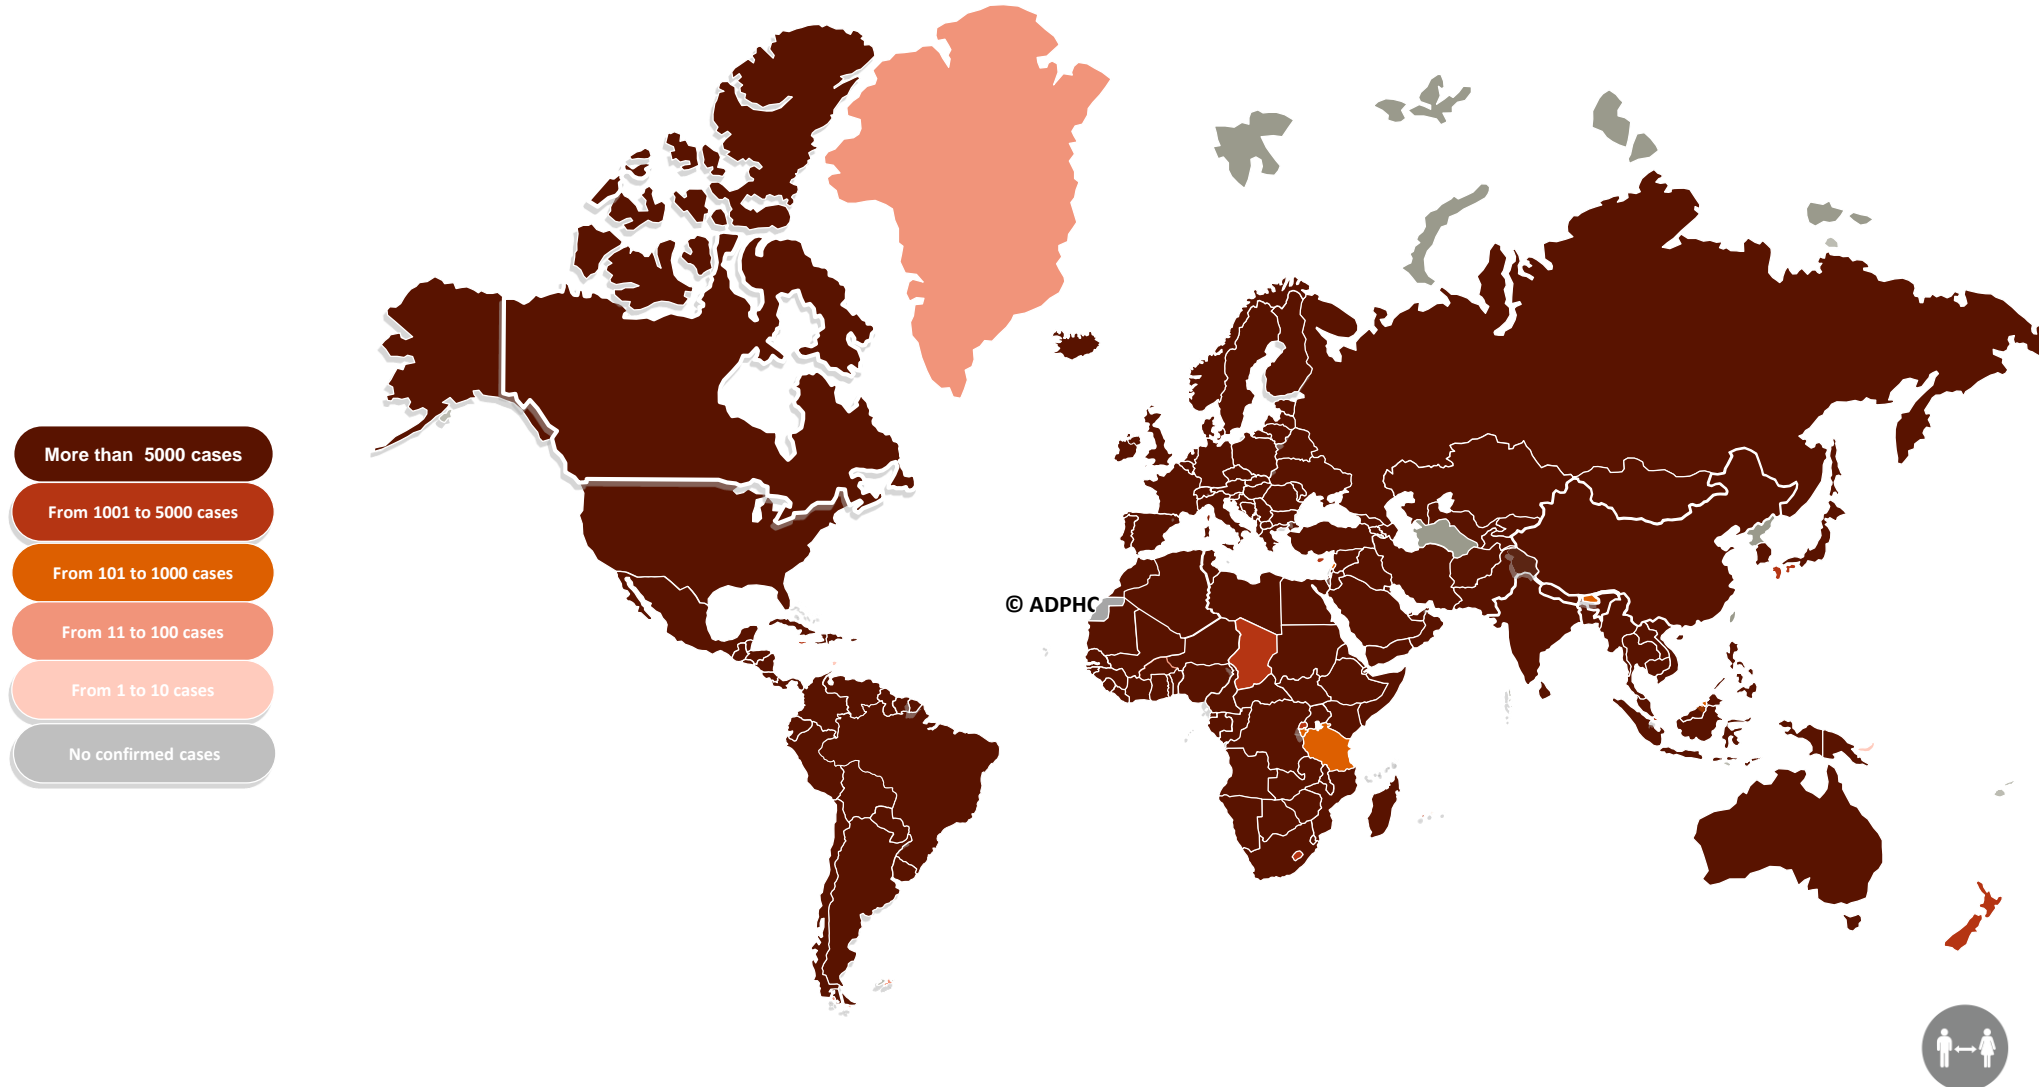 More than  5000 cases
From 1001 to 5000 cases
From 101 to 1000 cases
From 11 to 100 cases
From 1 to 10 cases
No confirmed cases
© ADPHC